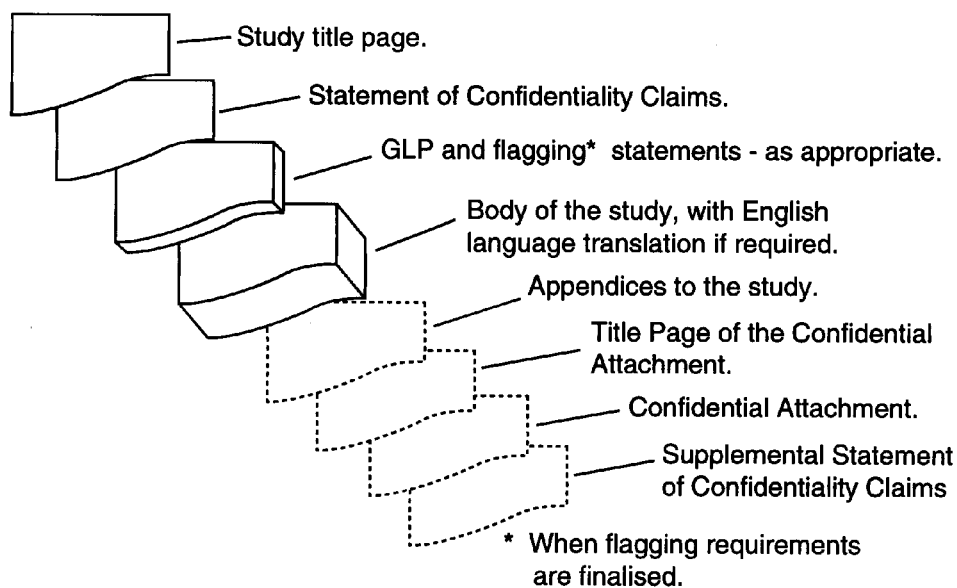 Study title page.
Statement of Confidentiality Claims.
GLP and flagging* statements - as appropriate.
Body of the study, with English
language translation if required.
Appendices to the study.
Title Page of the Confidential
Attachment.
Confidential Attachment.
Supplemental Statement
of Confidentiality Claims
* When flagging requirements
are finalised.